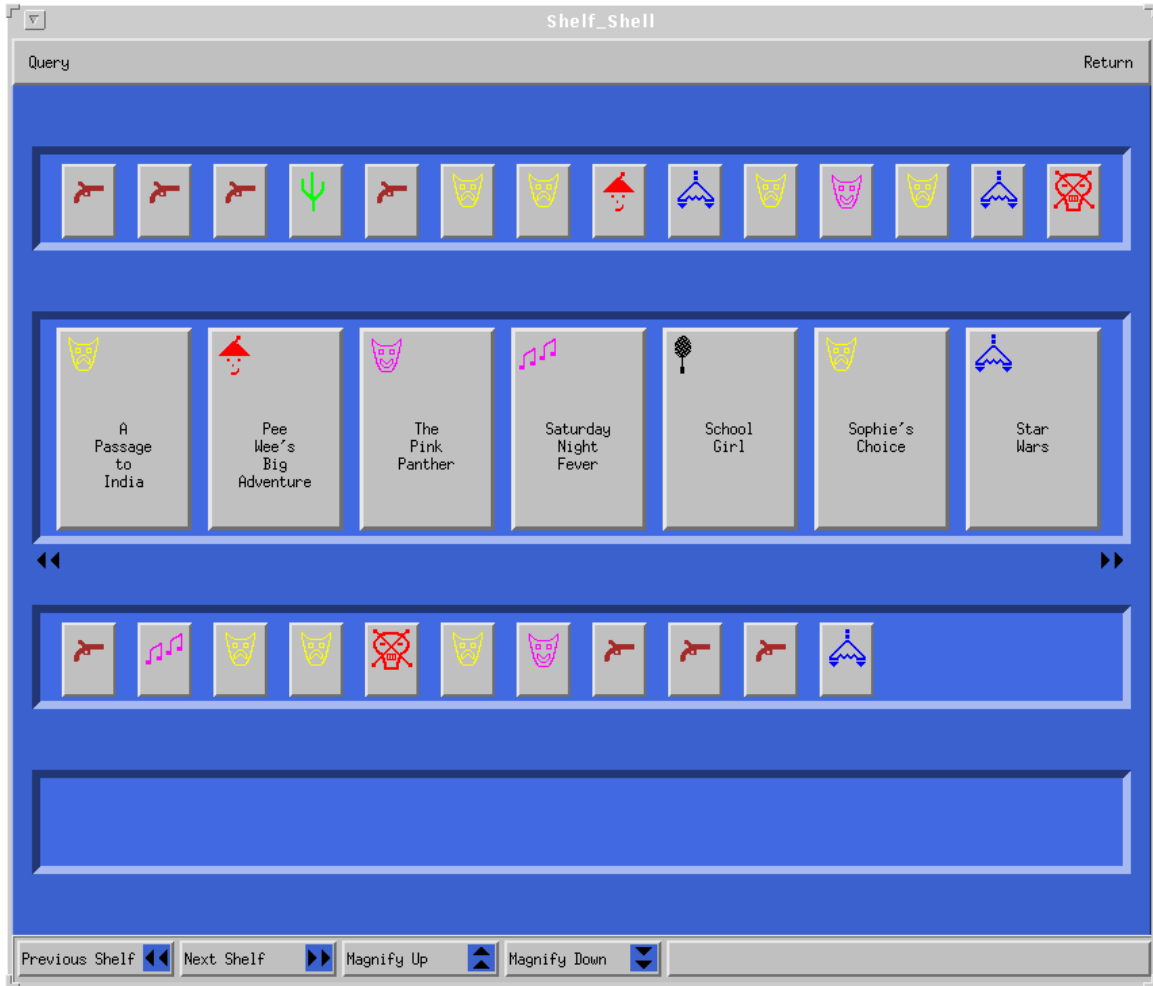 Shelf_Shell
Query
Return
A
Passage
to
India
Pee
Wee's
Big
Adventure
The
Pink
Panther
Saturday
Night
Fever
School
Girl
Sophie's
Choice
Star
Wars
Previous Shelf
Next Shelf
Magnify Up
Magnify Down